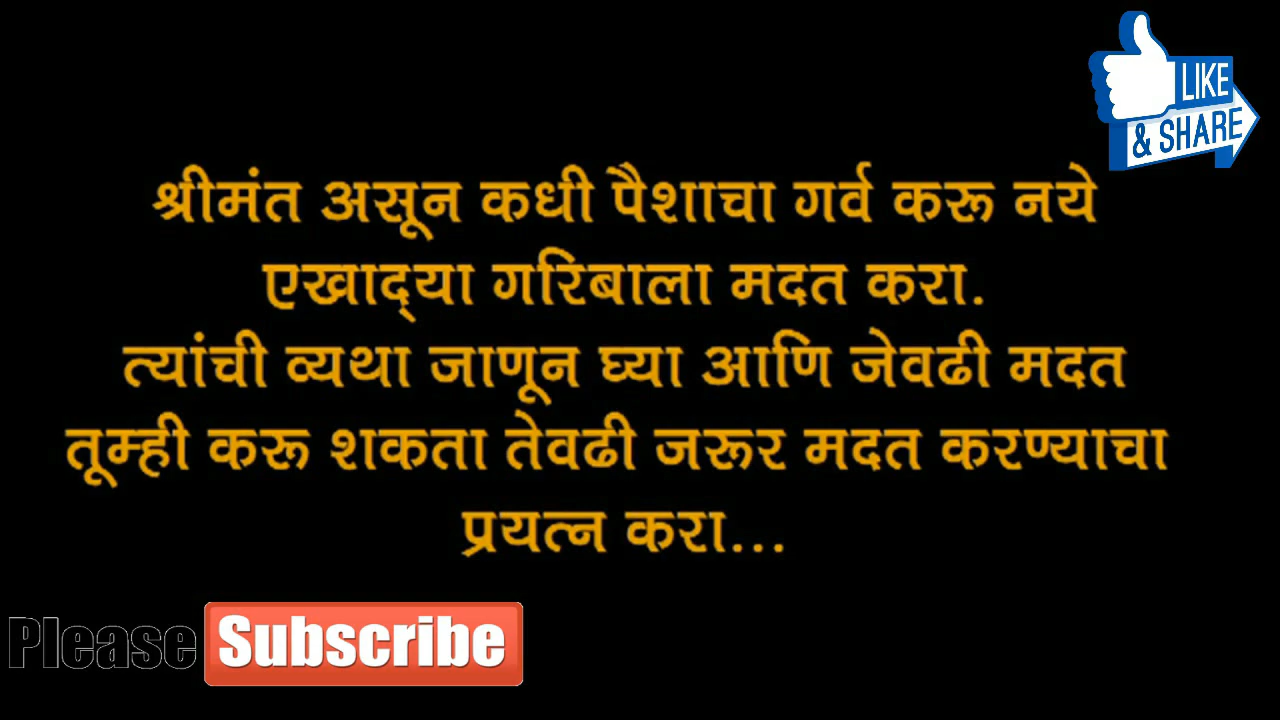 LIKE
& SHARE
श्रीमंत असून कधी पैशाचा गर्व करू नये
एखाद्‌या गरिबाला मदत करा.
त्यांची व्यथा जाणून घ्या आणि जेवढी मदत
तूम्ही करू शकता तेवढी जरूर मदत करण्याचा
प्रयत्न करा...
Please Subscribe